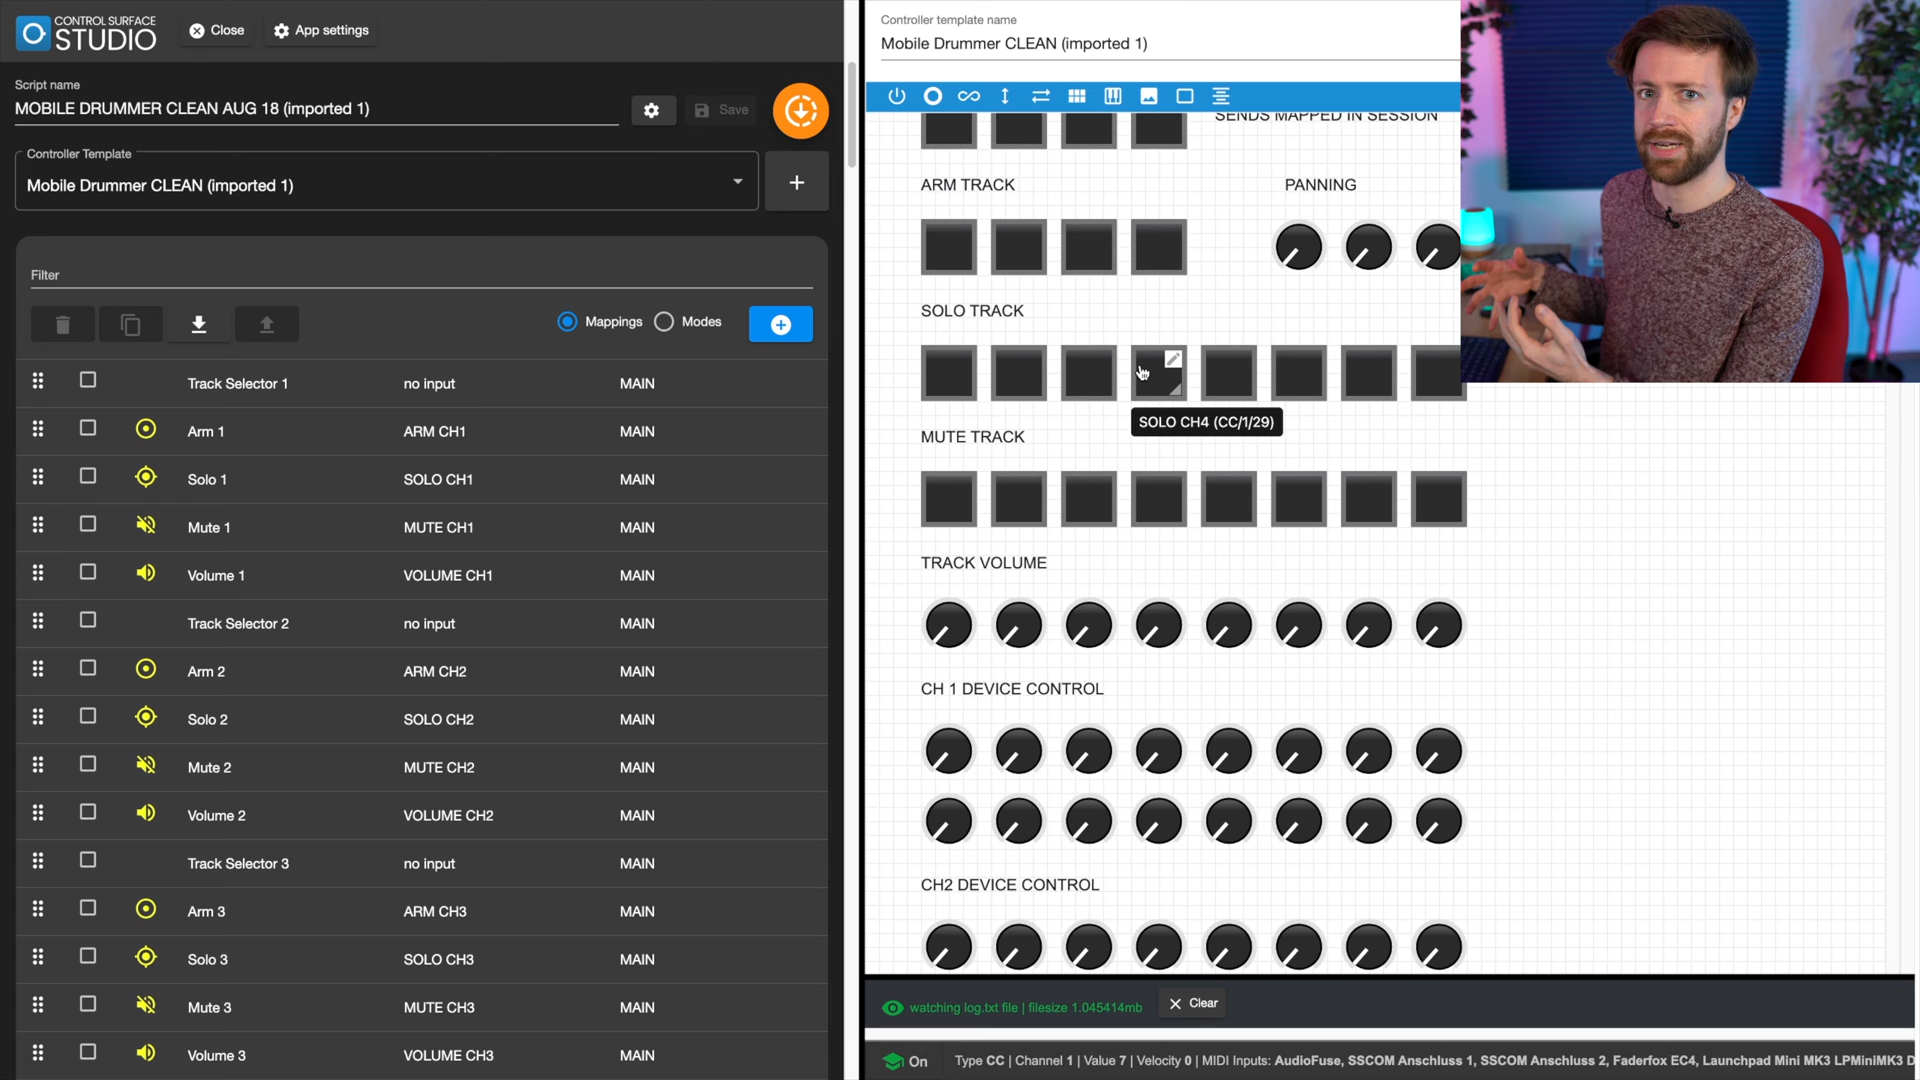 CONTROL SURFACE
STUDIO
Close
App settings
Script name
MOBILE DRUMMER CLEAN AUG 18 (imported 1)
Save
Controller Template
Mobile Drummer CLEAN (imported 1)
Filter
Mappings
Modes
Track Selector 1 no input MAIN
Arm 1 ARM CH1 MAIN
Solo 1 SOLO CH1 MAIN
Mute 1 MUTE CH1 MAIN
Volume 1 VOLUME CH1 MAIN
Track Selector 2 no input MAIN
Arm 2 ARM CH2 MAIN
Solo 2 SOLO CH2 MAIN
Mute 2 MUTE CH2 MAIN
Volume 2 VOLUME CH2 MAIN
Track Selector 3 no input MAIN
Arm 3 ARM CH3 MAIN
Solo 3 SOLO CH3 MAIN
Mute 3 MUTE CH3 MAIN
Volume 3 VOLUME CH3 MAIN
Controller template name
Mobile Drummer CLEAN (imported 1)
SENDS MAPPED IN SESSION
ARM TRACK
PANNING
SOLO TRACK
SOLO CH4 (CC/1/29)
MUTE TRACK
TRACK VOLUME
CH 1 DEVICE CONTROL
CH2 DEVICE CONTROL
watching log.txt file | filesize 1.045414mb
Clear
On
Type CC | Channel 1 | Value 7 | Velocity 0 | MIDI Inputs: AudioFuse, SSCOM Anschluss 1, SSCOM Anschluss 2, Faderfox EC4, Launchpad Mini MK3 LPMiniMK3 D